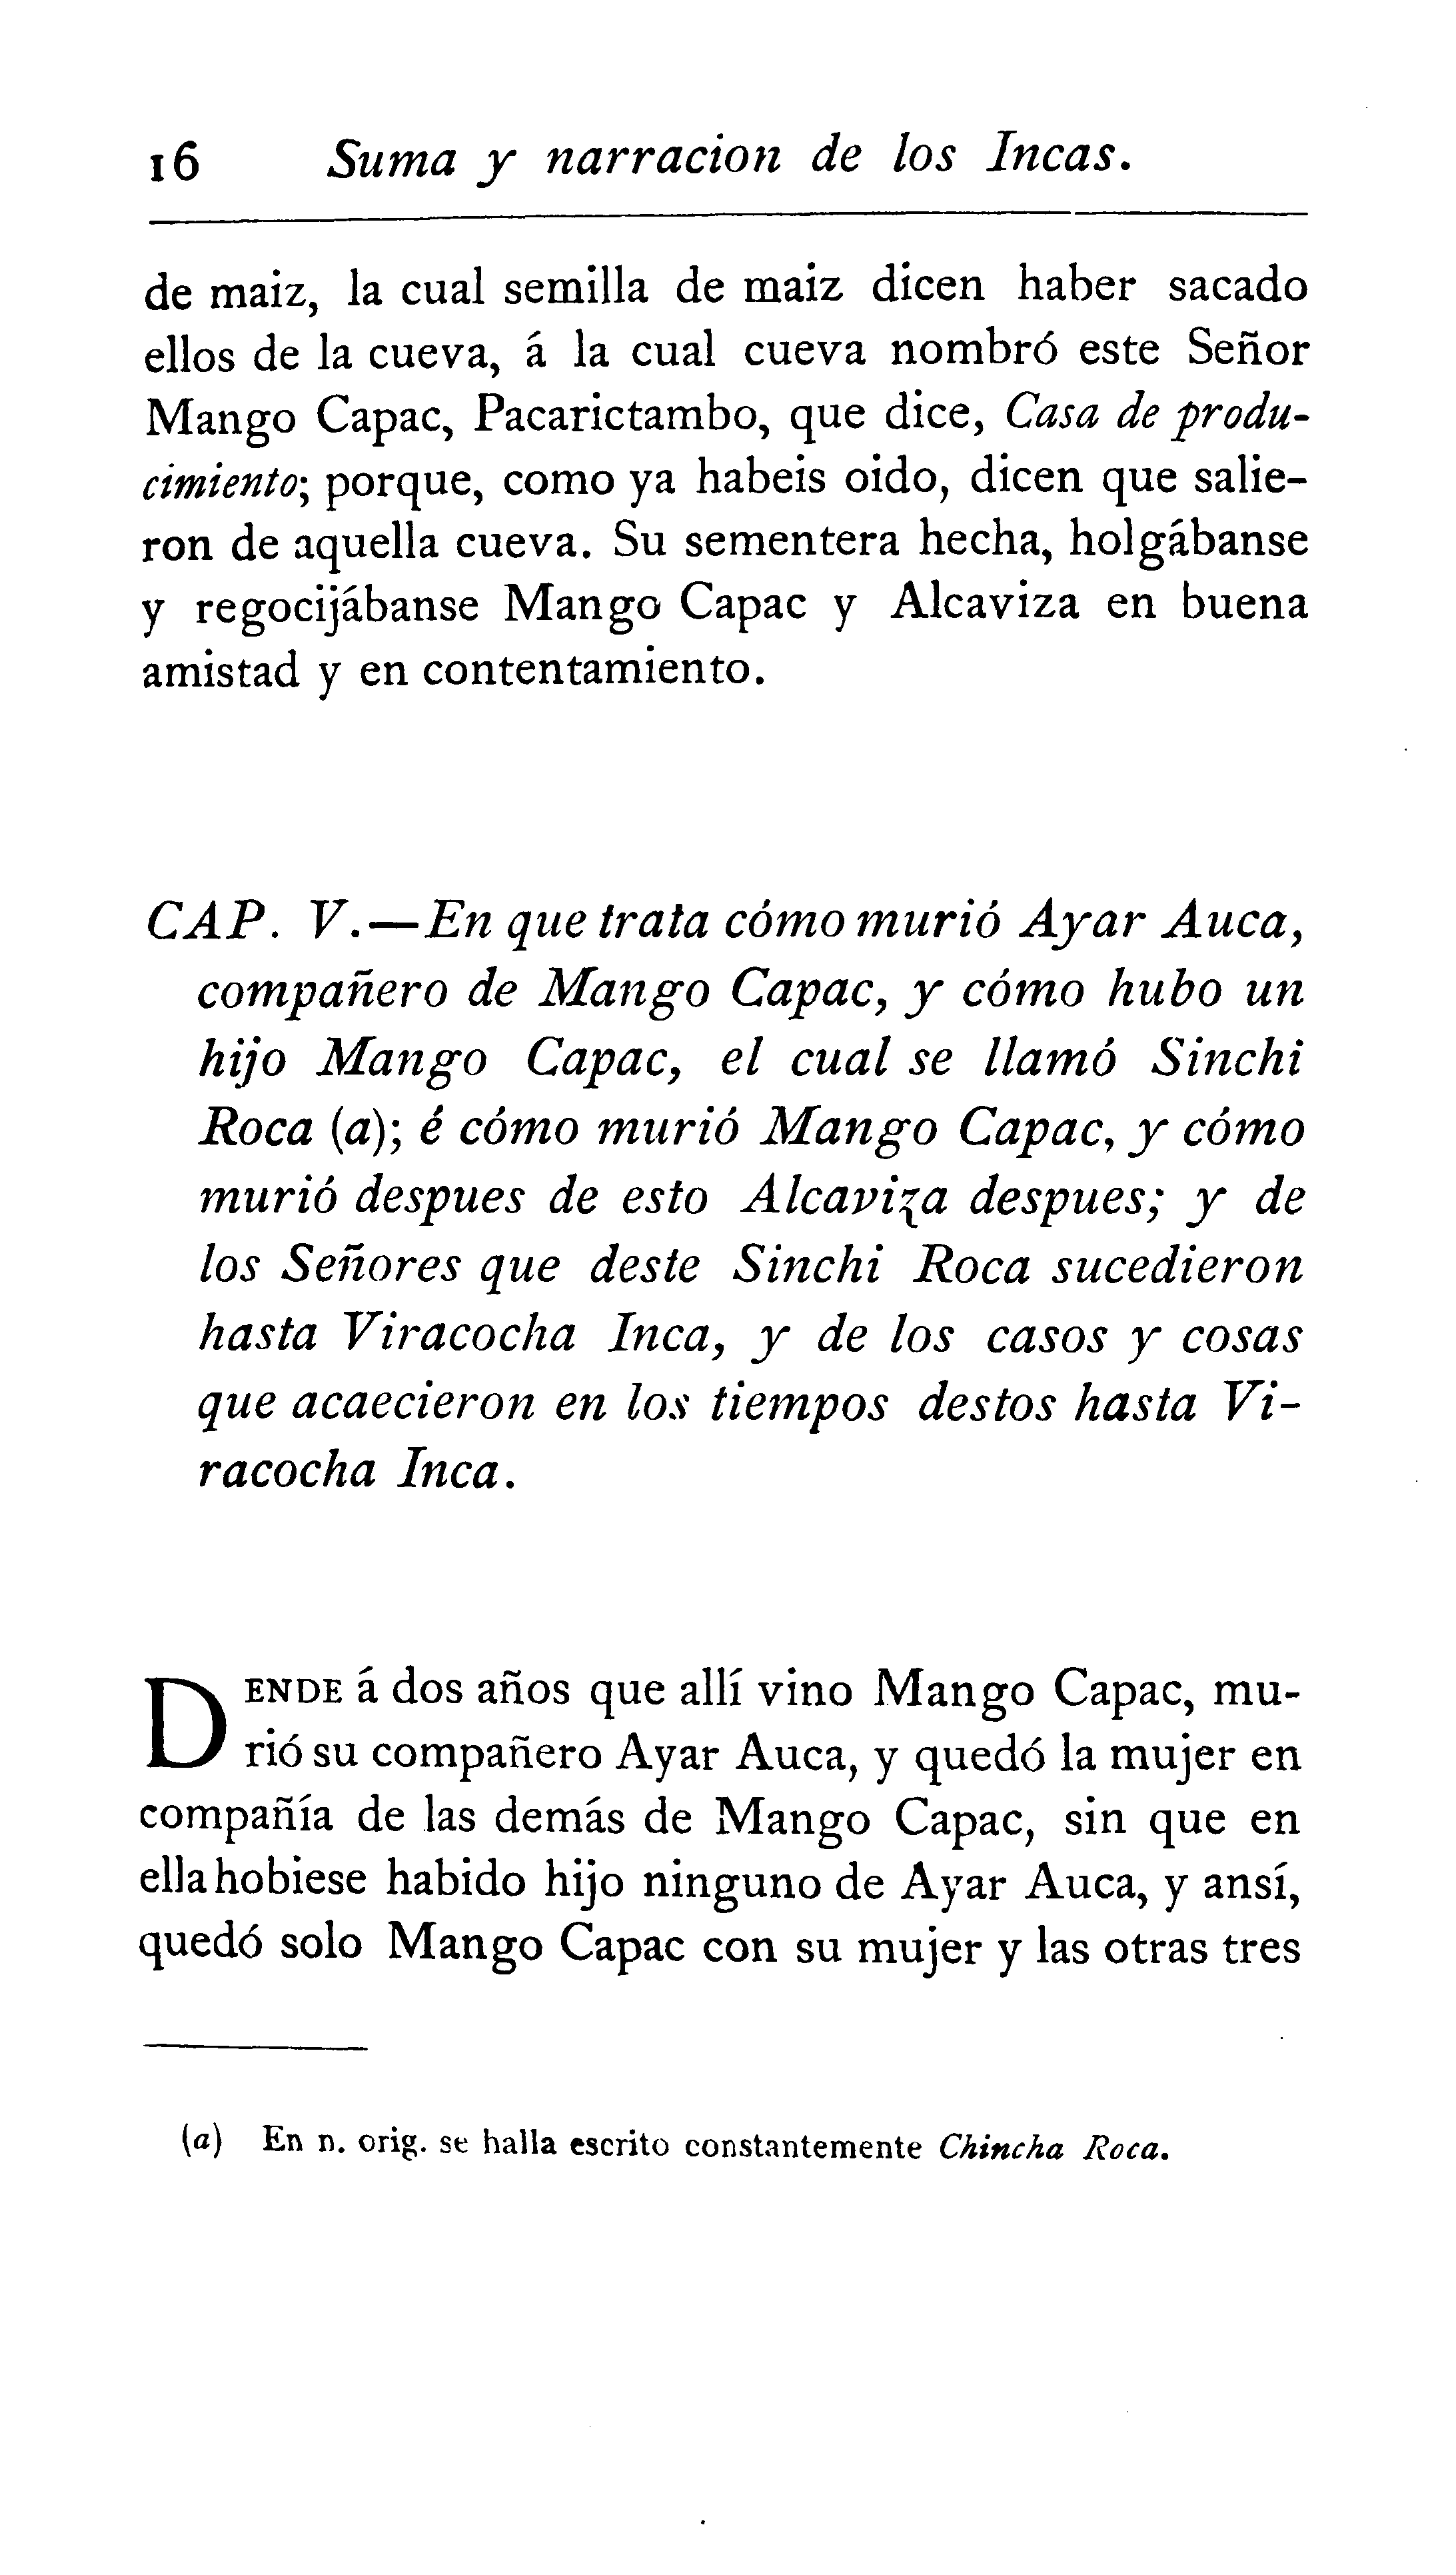 16 Suma y narracion de los Incas.
de maiz, la cual semilla de maiz dicen haber sacado
ellos de la cueva, á la cual cueva nombró este Señor
Mango Capac, Pacarictambo, que dice, Casa de produ-
cimiento; porque, como ya habeis oido, dicen que salie-
ron de aquella cueva. Su sementera hecha, holgábanse
y regocijábanse Mango Capac y Alcaviza en buena
amistad y en contentamiento.
CAP. V.—En que trata cómo murió Ayar Auca,
compañero de Mango Capac, y cómo hubo un
hijo Mango Capac, el cual se llamó Sinchi
Roca (a); é cómo murió Mango Capac, y cómo
murió despues de esto Alcaviza despues; y de
los Señores que deste Sinchi Roca sucedieron
hasta Viracocha Inca, y de los casos y cosas
que acaecieron en los tiempos destos hasta Vi-
racocha Inca.
DENDE á dos años que allí vino Mango Capac, mu-
rió su compañero Ayar Auca, y quedó la mujer en
compañía de las demás de Mango Capac, sin que en
ella hobiese habido hijo ninguno de Ayar Auca, y ansí,
quedó solo Mango Capac con su mujer y las otras tres
(a) En n. orig. se halla escrito constantemente Chincha Roca.